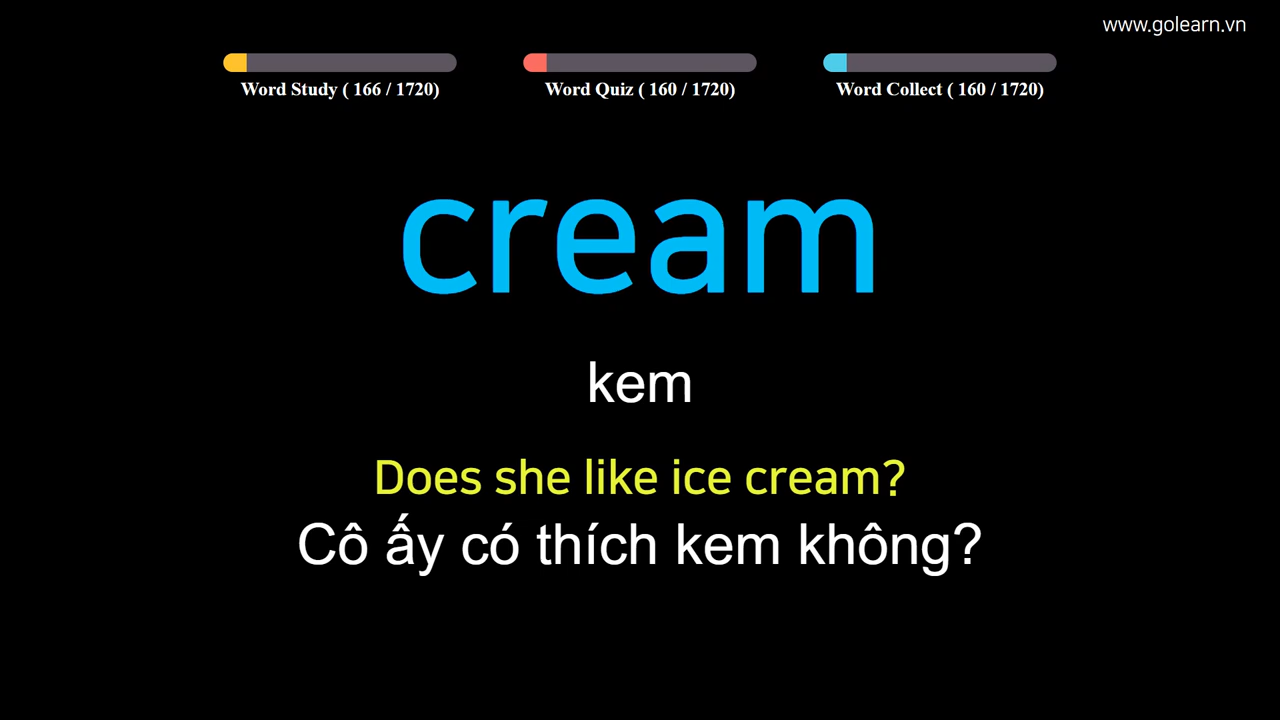 www.golearn.vn
Word Study ( 166 / 1720)
Word Quiz ( 160 / 1720)
Word Collect ( 160 / 1720)
cream
kem
Does she like ice cream?
Cô ấy có thích kem không?